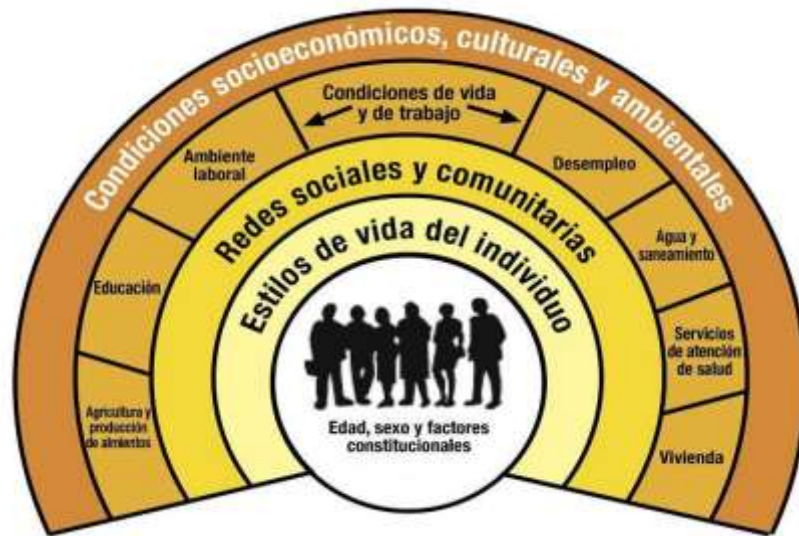 Condiciones socioeconómicos, culturales y ambientales
Condiciones de vida
y de trabajo
Ambiente
laboral
Desempleo
Redes sociales y comunitarias
Agua y
saneamiento
Estilos de vida del individuo
Educación
Servicios
de atención
de salud
Agricultura y
producción
de almientos
Edad, sexo y factores
constitucionales
Vivienda